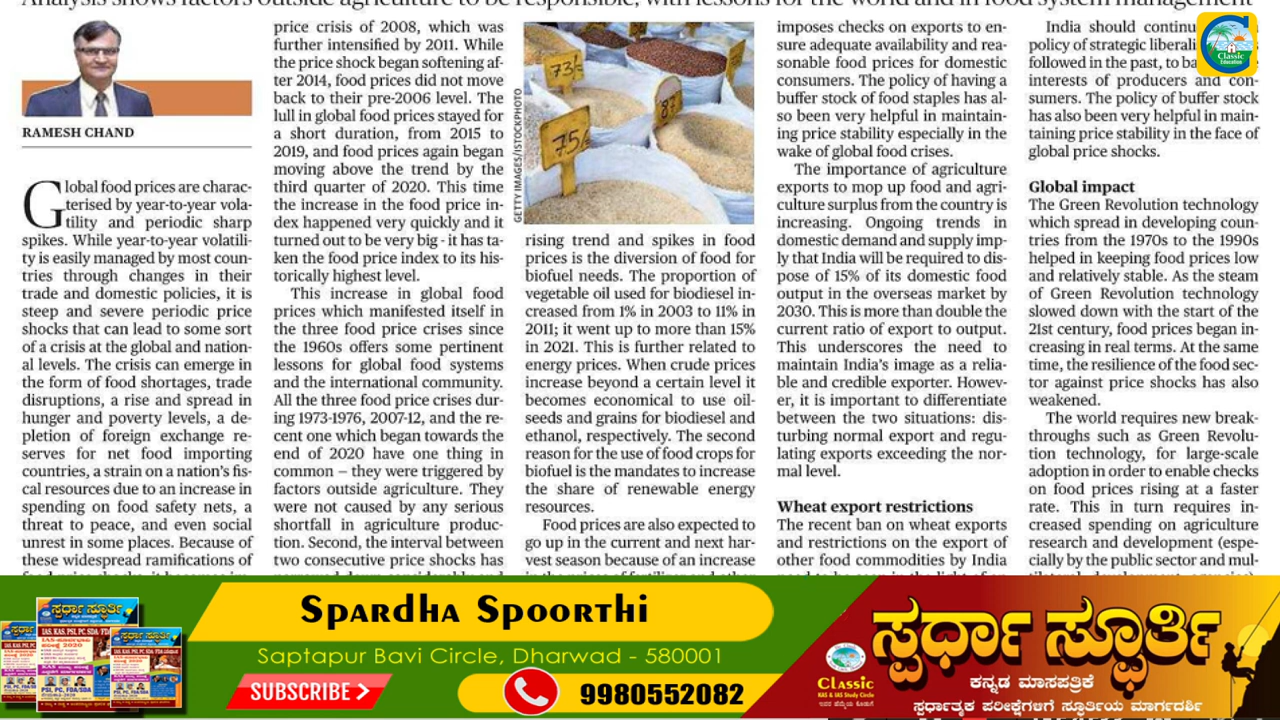 Analysis shows factors outside agriculture to be responsible, with lessons for the world and in food system management
RAMESH CHAND
Global food prices are charac-
terised by year-to-year vola-
tility and periodic sharp
spikes. While year-to-year volatili-
ty is easily managed by most coun-
tries through changes in their
trade and domestic policies, it is
steep and severe periodic price
shocks that can lead to some sort
of a crisis at the global and nation-
al levels. The crisis can emerge in
the form of food shortages, trade
disruptions, a rise and spread in
hunger and poverty levels, a de-
pletion of foreign exchange re-
serves for net food importing
countries, a strain on a nation's fis-
cal resources due to an increase in
spending on food safety nets, a
threat to peace, and even social
unrest in some places. Because of
these widespread ramifications of
price crisis of 2008, which was
further intensified by 2011. While
the price shock began softening af-
ter 2014, food prices did not move
back to their pre-2006 level. The
lull in global food prices stayed for
a short duration, from 2015 to
2019, and food prices again began
moving above the trend by the
third quarter of 2020. This time
the increase in the food price in-
dex happened very quickly and it
turned out to be very big - it has ta-
ken the food price index to its his-
torically highest level.
This increase in global food
prices which manifested itself in
the three food price crises since
the 1960s offers some pertinent
lessons for global food systems
and the international community.
All the three food price crises dur-
ing 1973-1976, 2007-12, and the re-
cent one which began towards the
end of 2020 have one thing in
common – they were triggered by
factors outside agriculture. They
were not caused by any serious
shortfall in agriculture produc-
tion. Second, the interval between
two consecutive price shocks has
73/-
75/-
GETTY IMAGES/ISTOCKPHOTO
rising trend and spikes in food
prices is the diversion of food for
biofuel needs. The proportion of
vegetable oil used for biodiesel in-
creased from 1% in 2003 to 11% in
2011; it went up to more than 15%
in 2021. This is further related to
energy prices. When crude prices
increase beyond a certain level it
becomes economical to use oil-
seeds and grains for biodiesel and
ethanol, respectively. The second
reason for the use of food crops for
biofuel is the mandates to increase
the share of renewable energy
resources.
Food prices are also expected to
go up in the current and next har-
vest season because of an increase
imposes checks on exports to en-
sure adequate availability and rea-
sonable food prices for domestic
consumers. The policy of having a
buffer stock of food staples has al-
so been very helpful in maintain-
ing price stability especially in the
wake of global food crises.
The importance of agriculture
exports to mop up food and agri-
culture surplus from the country is
increasing. Ongoing trends in
domestic demand and supply imp-
ly that India will be required to dis-
pose of 15% of its domestic food
output in the overseas market by
2030. This is more than double the
current ratio of export to output.
This underscores the need to
maintain India's image as a relia-
ble and credible exporter. Howev-
er, it is important to differentiate
between the two situations: dis-
turbing normal export and regu-
lating exports exceeding the nor-
mal level.
Wheat export restrictions
The recent ban on wheat exports
and restrictions on the export of
other food commodities by India
India should continu
policy of strategic liberali
followed in the past, to ba
interests of producers and con-
sumers. The policy of buffer stock
has also been very helpful in main-
taining price stability in the face of
global price shocks.
Global impact
The Green Revolution technology
which spread in developing coun-
tries from the 1970s to the 1990s
helped in keeping food prices low
and relatively stable. As the steam
of Green Revolution technology
slowed down with the start of the
21st century, food prices began in-
creasing in real terms. At the same
time, the resilience of the food sec-
tor against price shocks has also
weakened.
The world requires new break-
throughs such as Green Revolu-
tion technology, for large-scale
adoption in order to enable checks
on food prices rising at a faster
rate. This in turn requires in-
creased spending on agriculture
research and development (espe-
cially by the public sector and mul-
Classic
Education
Spardha Spoorthi
Saptapur Bavi Circle, Dharwad - 580001
SUBSCRIBE
9980552082
ಸ್ಪರ್ಧಾ ಸ್ಫೂರ್ತಿ
ಕನ್ನಡ ಮಾಸಪತ್ರಿಕೆ
ಸ್ಪರ್ಧಾತ್ಮಕ ಪರೀಕ್ಷೆಗಳಿಗೆ ಸ್ಫೂರ್ತಿಯ ಮಾರ್ಗದರ್ಶಿ
Classic
KAS & IAS Study Circle